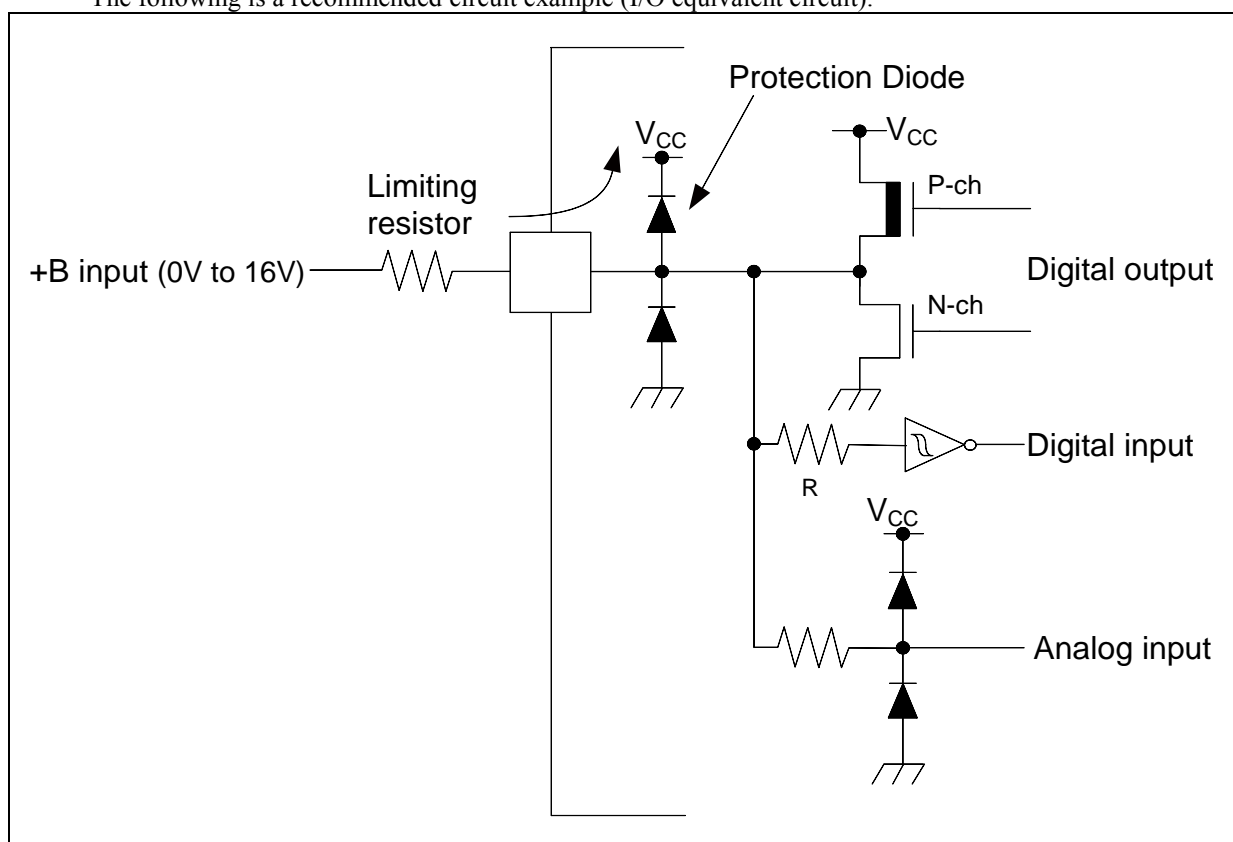 The following is a recommended circuit example (I/O equivalent circuit).
Protection Diode
VCC
VCC
Limiting
resistor
P-ch
+B input (0V to 16V)
Digital output
N-ch
Digital input
R
VCC
Analog input